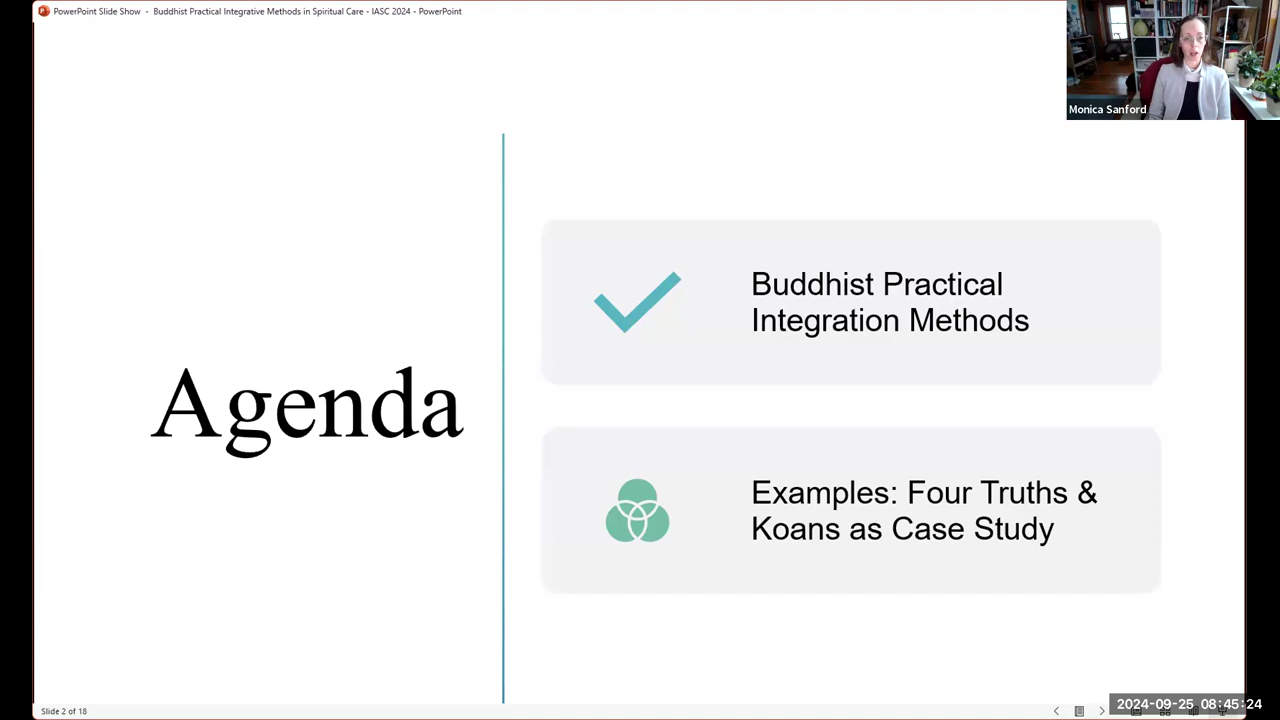 PowerPoint Slide Show - Buddhist Practical Integrative Methods in Spiritual Care - IASC 2024 - PowerPoint
Monica Sanford
Agenda
Buddhist Practical
Integration Methods
Examples: Four Truths &
Koans as Case Study
Slide 2 of 18
2024-09-25 08:45:24